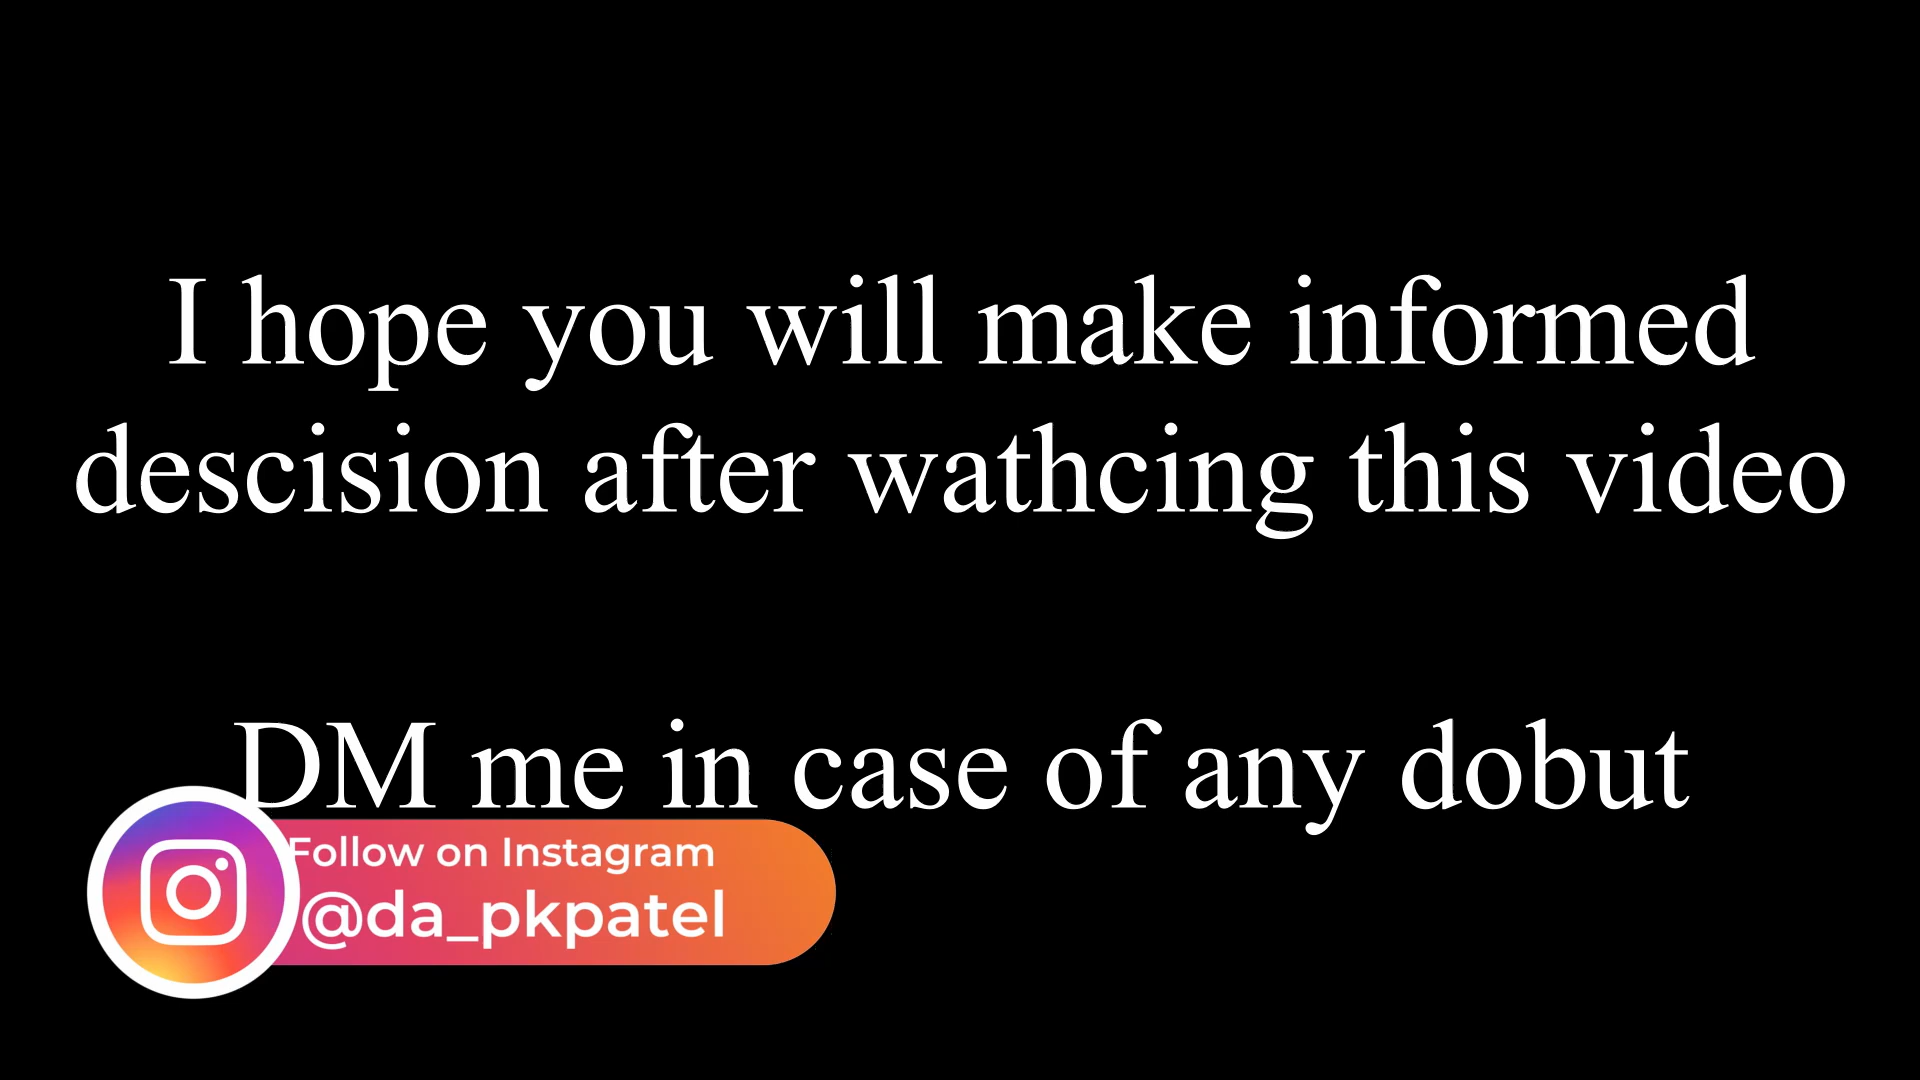 I hope you will make informed
descision after wathcing this video
DM me in case of any dobut
Follow on Instagram
@da_pkpatel